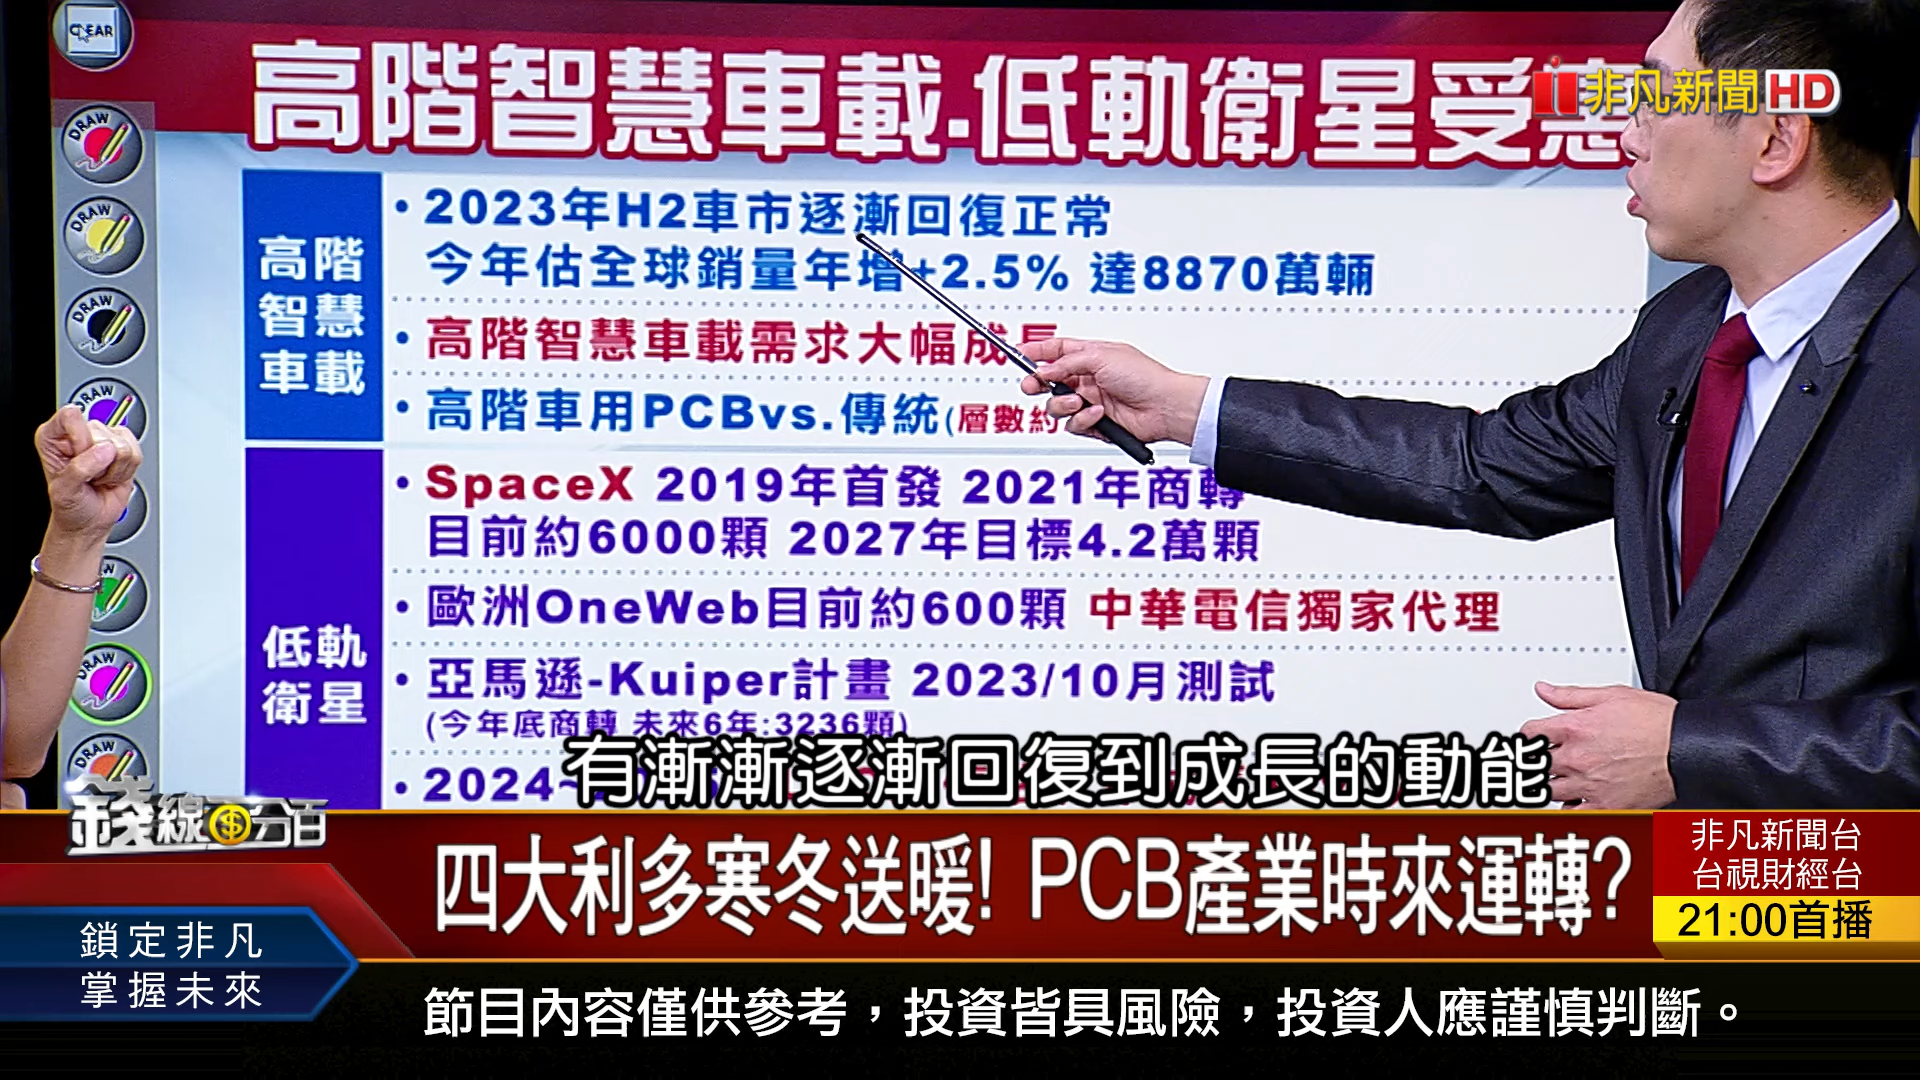 CLEAR
高階智慧車載.低軌衛星受惠
非凡新聞HD
DRAW
DRAW
DRAW
DRAW
DRAW
DRAW
DRAW
高階
智慧
車載
•2023年H2車市逐漸回復正常
今年估全球銷量年增+2.5% 達8870萬輛
•高階智慧車載需求大幅成長
•高階車用PCBvs.傳統(層數約
低軌
衛星
•SpaceX 2019年首發 2021年商轉
目前約6000顆 2027年目標4.2萬顆
•歐洲OneWeb目前約600顆 中華電信獨家代理
•亞馬遜-Kuiper計畫 2023/10月測試
(今年底商轉 未來6年:3236顆)
•2024~
有漸漸逐漸回復到成長的動能
錢線百分百
四大利多寒冬送暖! PCB產業時來運轉?
非凡新聞台
台視財經台
21:00首播
鎖定非凡
掌握未來
節目內容僅供參考，投資皆具風險，投資人應謹慎判斷。